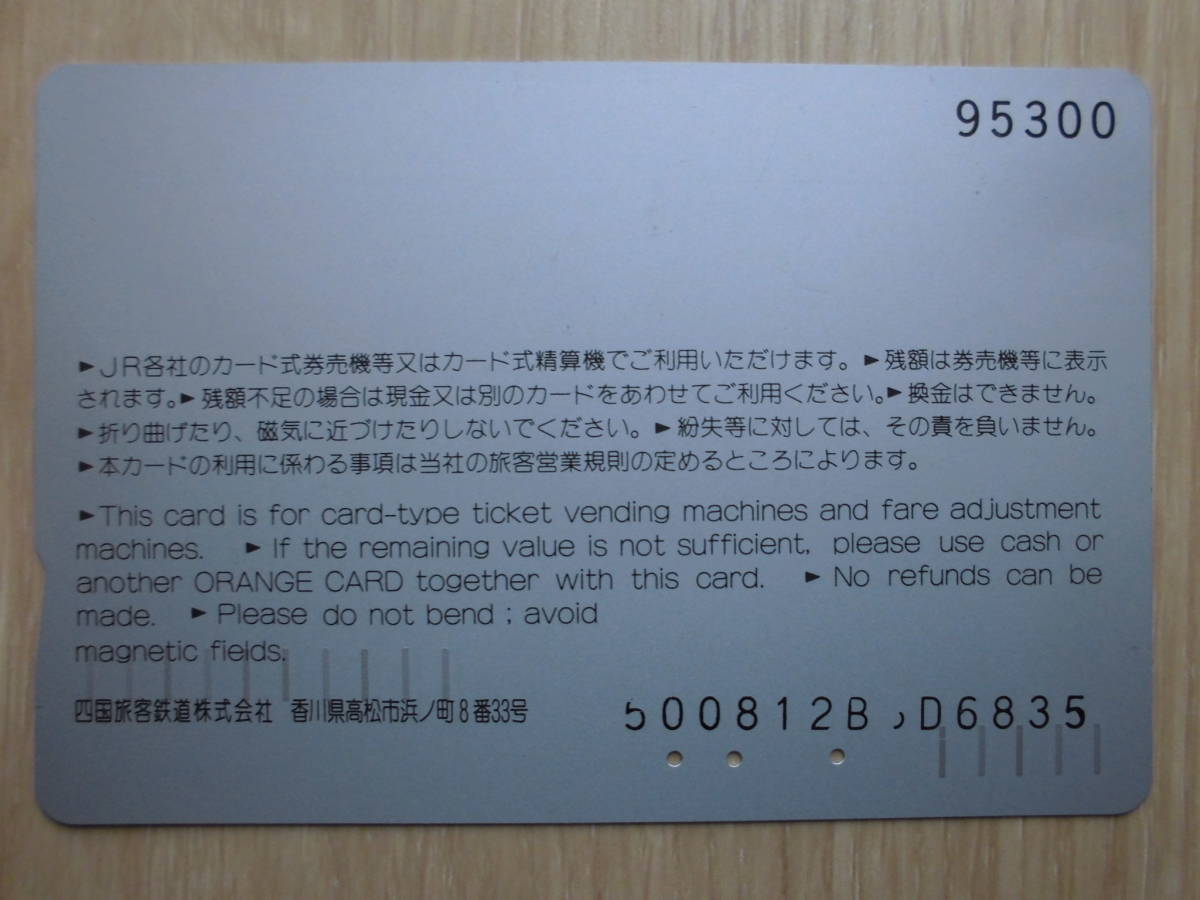 95300
►JR各社のカード式券売機等又はカード式精算機でご利用いただけます。►残額は券売機等に表示
されます。►残額不足の場合は現金又は別のカードをあわせてご利用ください。►換金はできません。
►折り曲げたり、磁気に近づけたりしないでください。►紛失等に対しては、その責を負いません。
►本カードの利用に係わる事項は当社の旅客営業規則の定めるところによります。
►This card is for card-type ticket vending machines and fare adjustment
machines. ►If the remaining value is not sufficient, please use cash or
another ORANGE CARD together with this card. ►No refunds can be
made. ►Please do not bend ; avoid
magnetic fields.
四国旅客鉄道株式会社 香川県高松市浜ノ町8番33号
500812B D6835